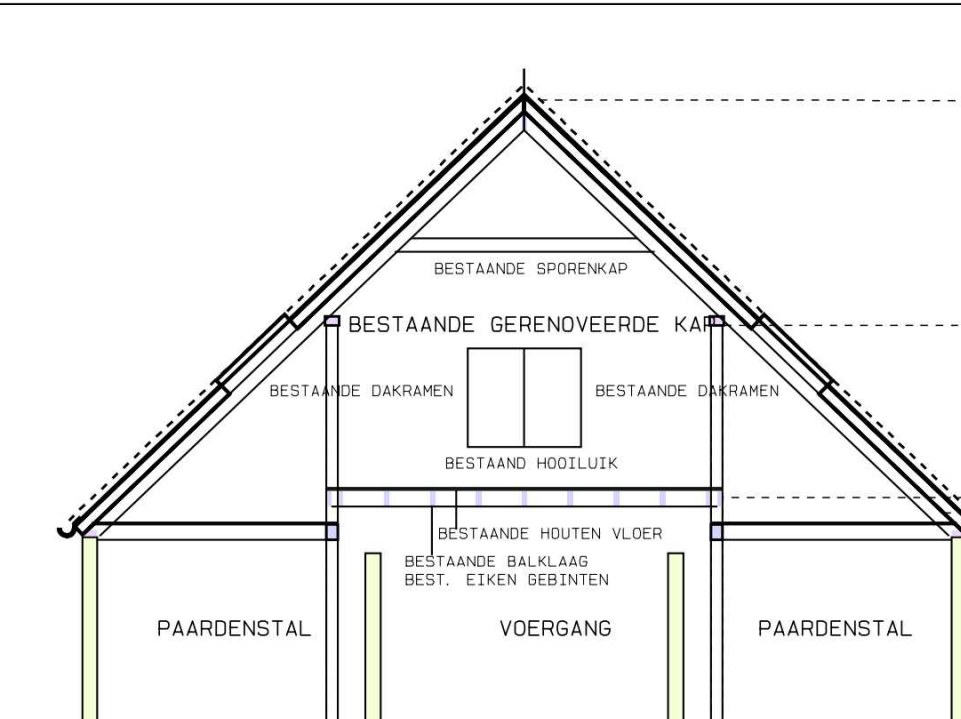 BESTAANDE SPORENKAP
BESTAANDE GERENOVEERDE KAP
BESTAANDE DAKRAMEN
BESTAANDE DAKRAMEN
BESTAAND HOOILUIK
BESTAANDE HOUTEN VLOER
BESTAANDE BALKLAAG
BEST. EIKEN GEBINTEN
PAARDENSTAL
VOERGANG
PAARDENSTAL